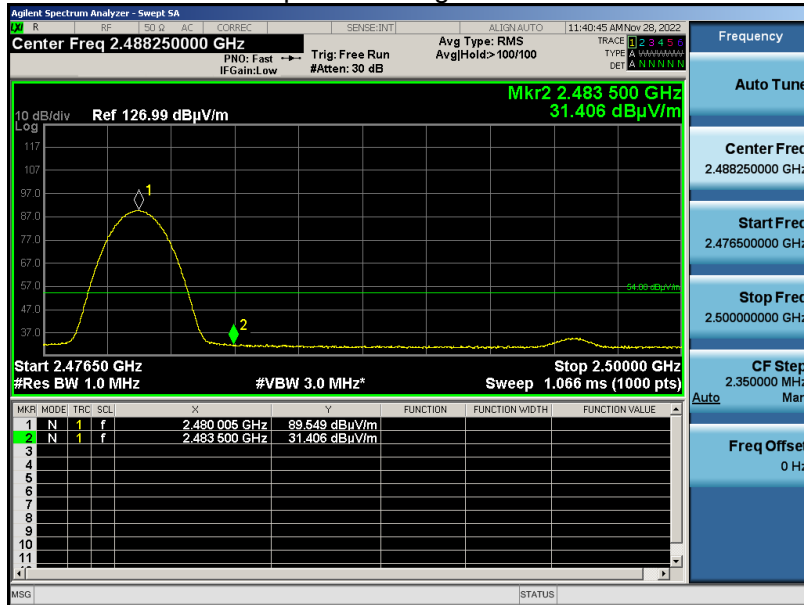 Agilent Spectrum Analyzer - Swept SA
LXI R RF 50 Ω AC CORREC SENSE:INT ALIGN AUTO 11:40:45 AM Nov 28, 2022
Center Freq 2.488250000 GHz
PNO: Fast
IFGain:Low
Trig: Free Run
#Atten: 30 dB
Avg Type: RMS
Avg|Hold:>100/100
TRACE 1 2 3 4 5 6
TYPE A WWWWW
DET A N N N N N
Mkr2 2.483 500 GHz
31.406 dBµV/m
10 dB/div Ref 126.99 dBµV/m
Log
117
107
97.0
87.0
77.0
67.0
57.0
47.0
37.0
1
2
54.00 dBµV/m
Start 2.47650 GHz Stop 2.50000 GHz
#Res BW 1.0 MHz #VBW 3.0 MHz* Sweep 1.066 ms (1000 pts)
MKR MODE TRC SCL X Y FUNCTION FUNCTION WIDTH FUNCTION VALUE
1 N 1 f 2.480 005 GHz 89.549 dBµV/m
2 N 1 f 2.483 500 GHz 31.406 dBµV/m
3
4
5
6
7
8
9
10
11
MSG STATUS
Frequency
Auto Tune
Center Freq
2.488250000 GHz
Start Freq
2.476500000 GHz
Stop Freq
2.500000000 GHz
CF Step
2.350000 MHz
Auto Man
Freq Offset
0 Hz